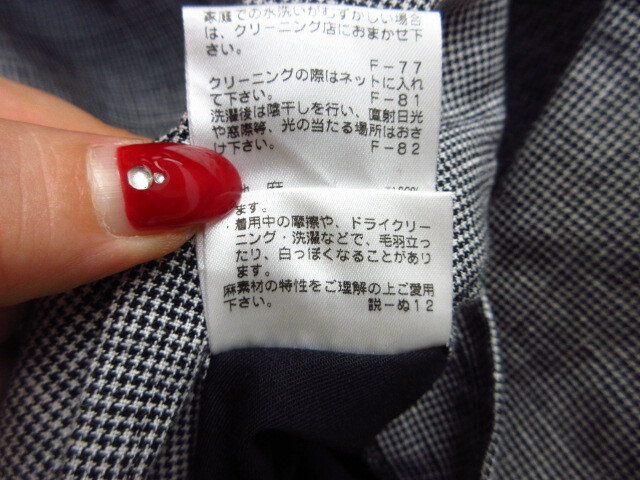 家庭での水洗いがむずかしい場合
は、クリーニング店におまかせ下
さい。
F-77
クリーニングの際はネットに入れ
て下さい。 F-81
洗濯後は陰干しを行い、直射日光
や窓際等、光の当たる場所はおさ
け下さい。 F-82
地 麻
ます。
着用中の摩擦や、ドライクリー
ニング・洗濯などで、毛羽立っ
たり、白っぽくなることがあり
ます。
麻素材の特性をご理解の上ご愛用
下さい。 説ーぬ12